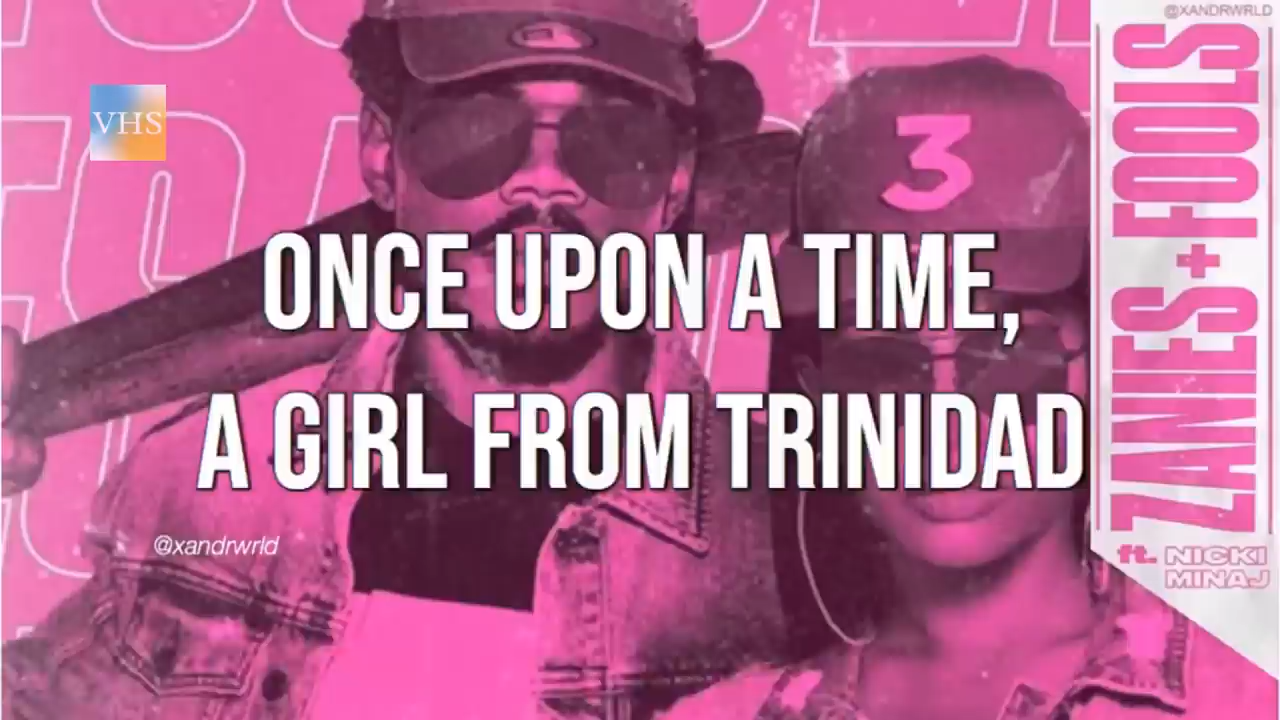 @XANDRWRLD
VHS
ONCE UPON A TIME,
A GIRL FROM TRINIDAD
@xandrwrld
3
ZANIES + FOOLS
ft. NICKI
MINAJ